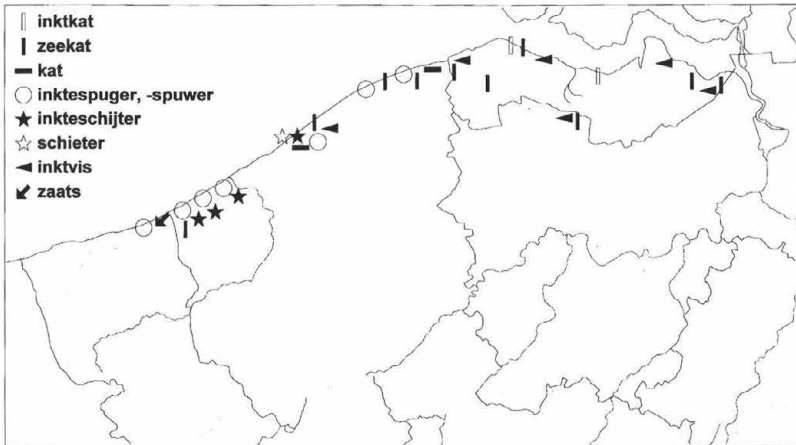 inktkat
zeekat
kat
inktespuger, -spuwer
inkteschijter
schieter
inktvis
zaats